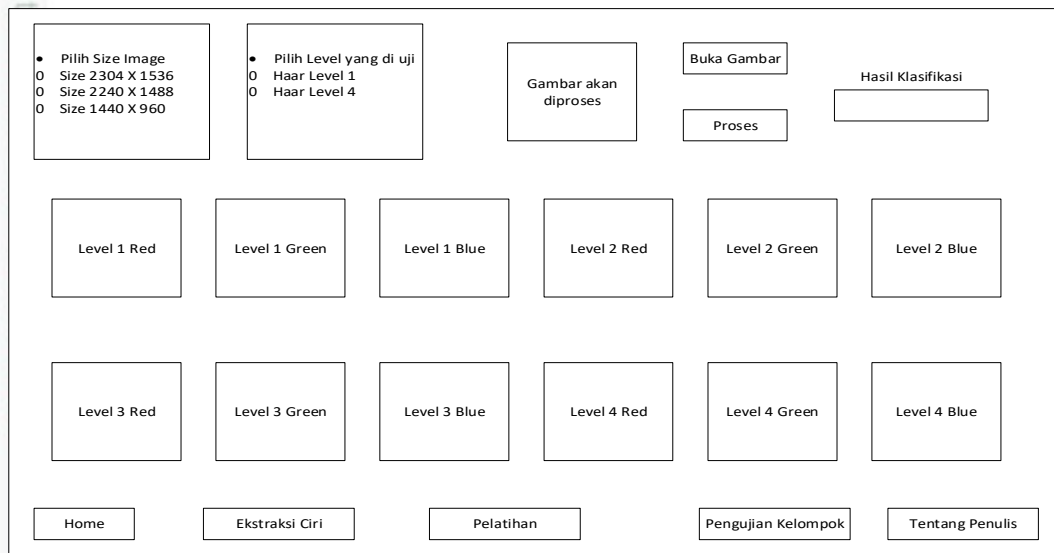 ● Pilih Size Image
0 Size 2304 X 1536
0 Size 2240 X 1488
0 Size 1440 X 960
● Pilih Level yang di uji
0 Haar Level 1
0 Haar Level 4
Gambar akan
diproses
Buka Gambar
Proses
Hasil Klasifikasi
Level 1 Red
Level 1 Green
Level 1 Blue
Level 2 Red
Level 2 Green
Level 2 Blue
Level 3 Red
Level 3 Green
Level 3 Blue
Level 4 Red
Level 4 Green
Level 4 Blue
Home
Ekstraksi Ciri
Pelatihan
Pengujian Kelompok
Tentang Penulis